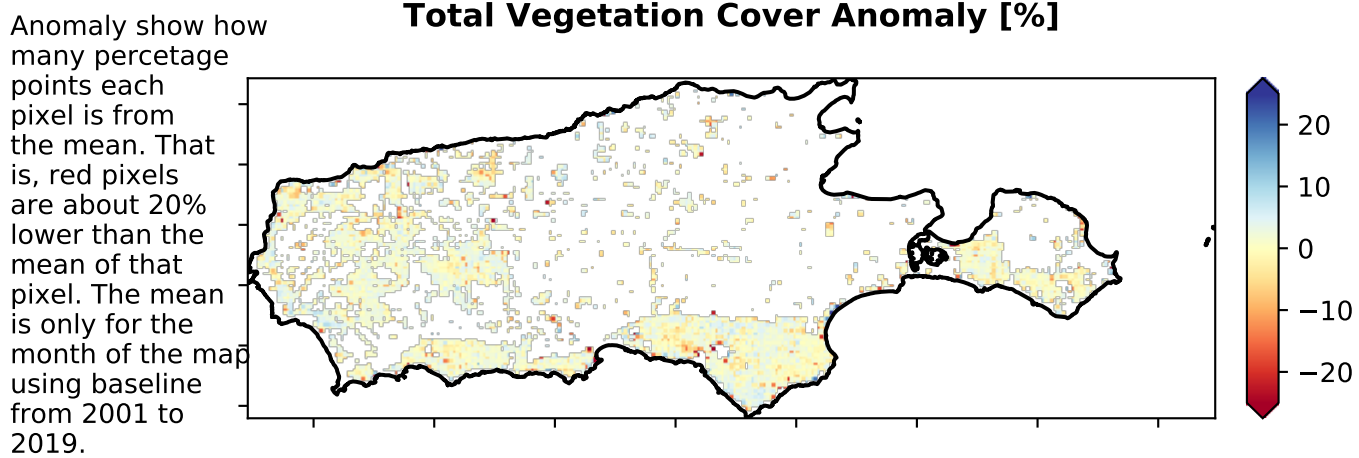 Total Vegetation Cover Anomaly [%]
Anomaly show how
many percetage
points each
pixel is from
the mean. That
is, red pixels
are about 20%
lower than the
mean of that
pixel. The mean
is only for the
month of the map
using baseline
from 2001 to
2019.
20
10
0
−10
−20